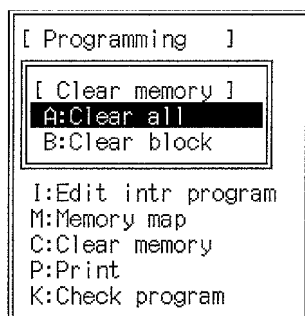 [ Programming ]
[ Clear memory ]
A:Clear all
B:Clear block
I:Edit intr program
M:Memory map
C:Clear memory
P:Print
K:Check program